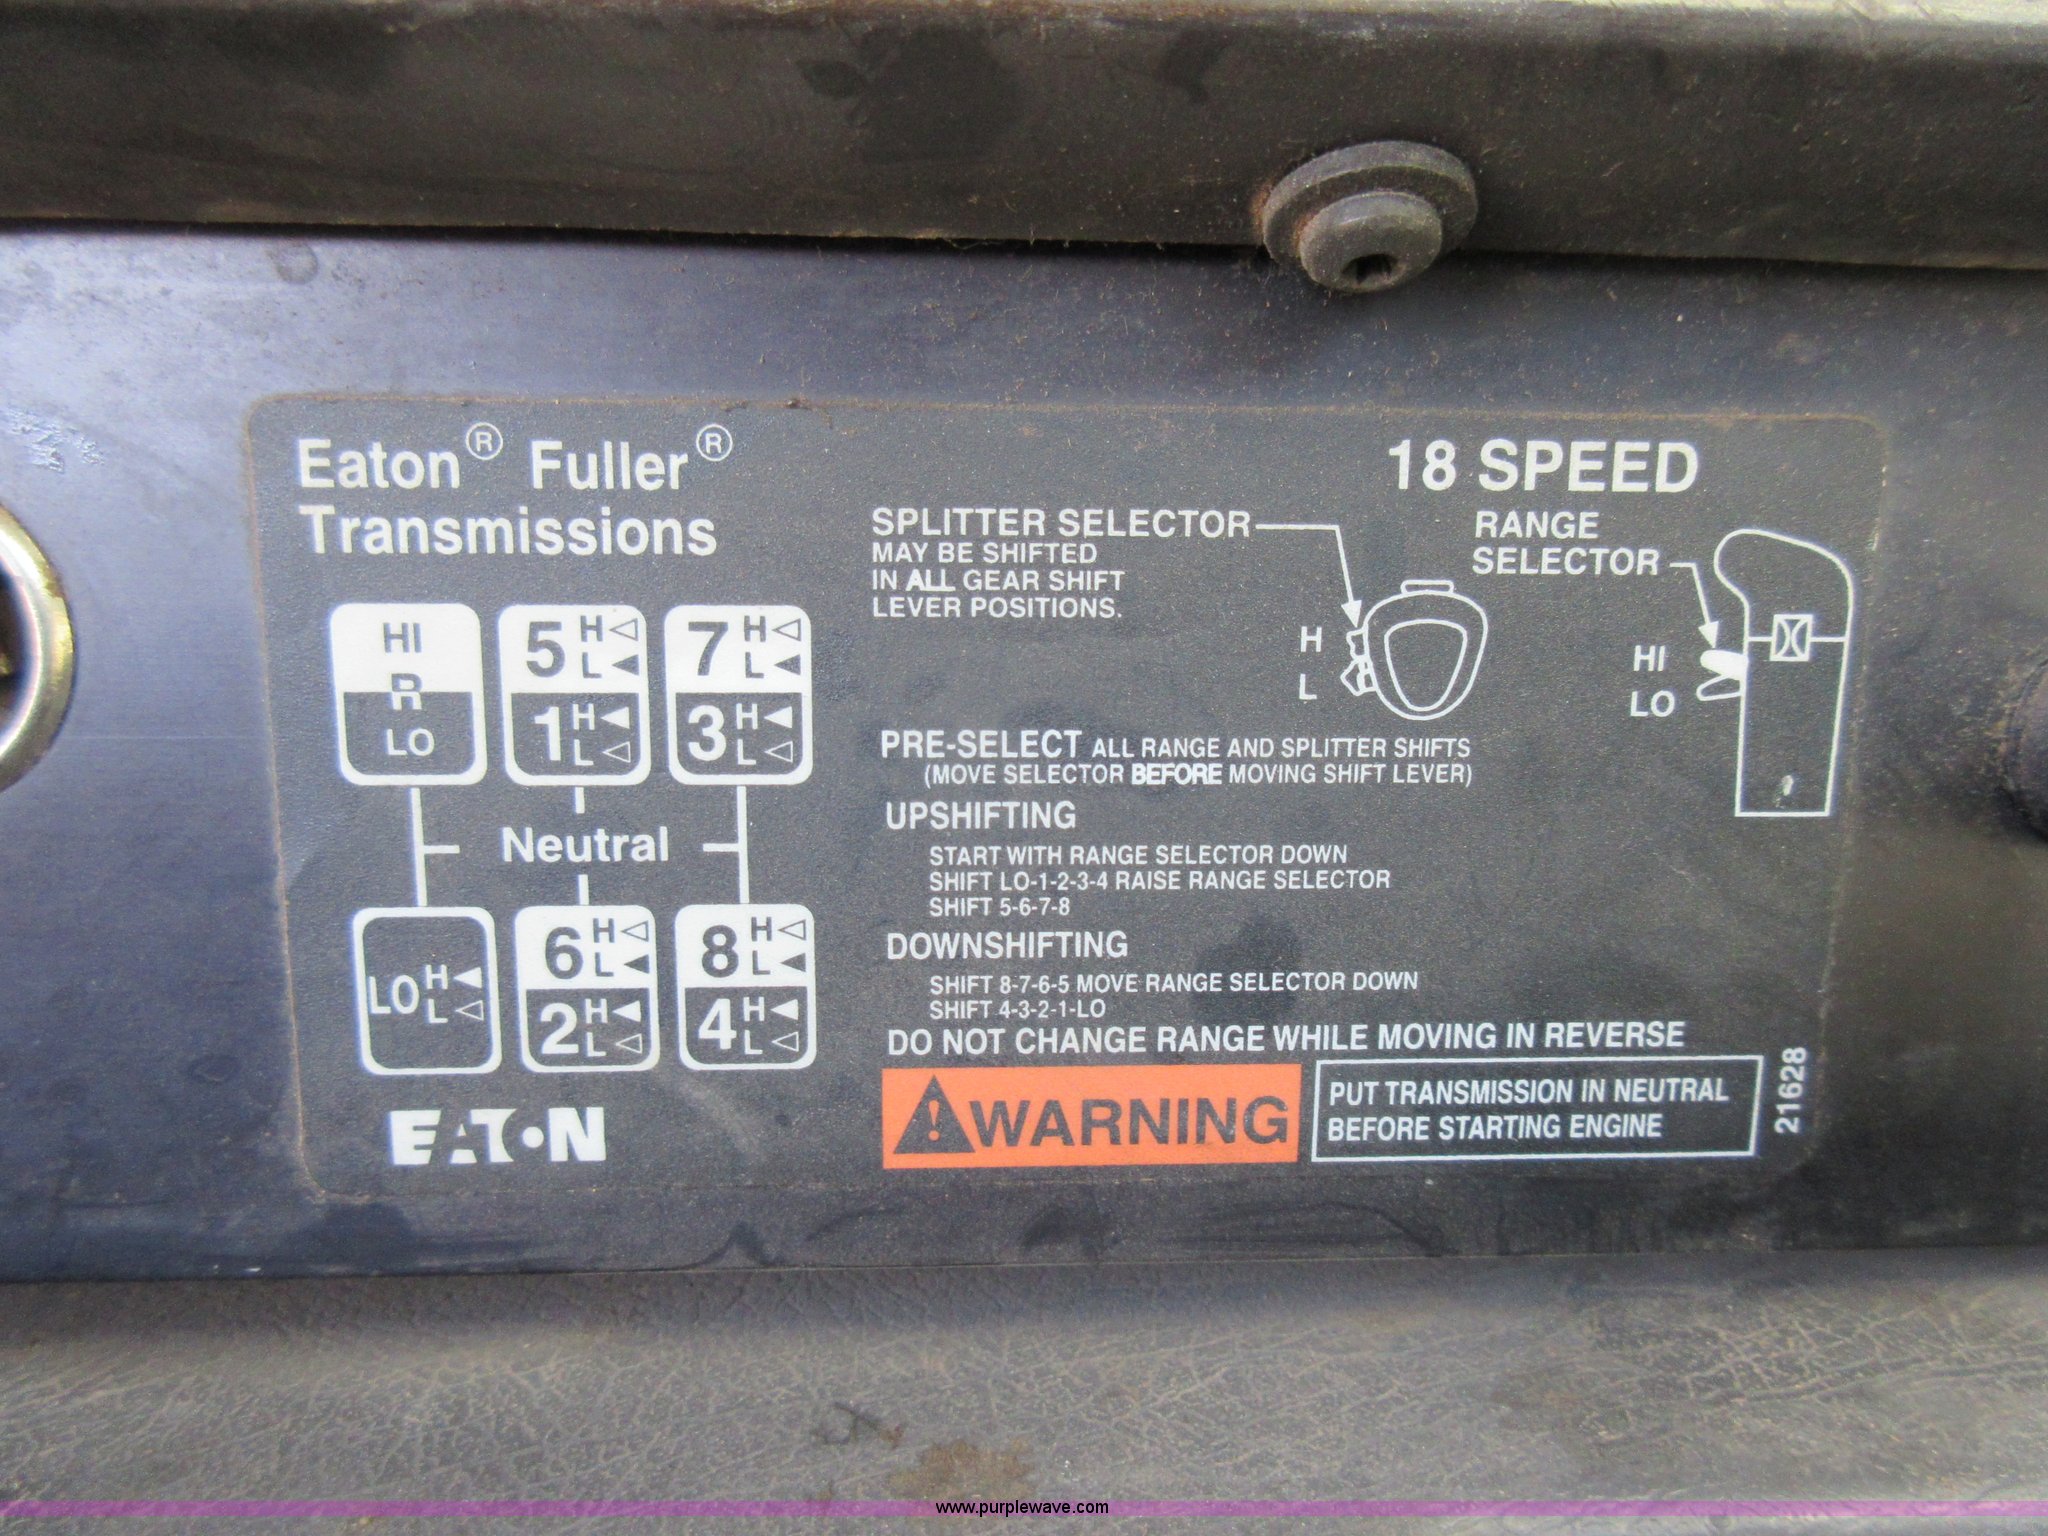 Eaton® Fuller®
Transmissions
18 SPEED
SPLITTER SELECTOR
MAY BE SHIFTED
IN ALL GEAR SHIFT
LEVER POSITIONS.
H
L
RANGE
SELECTOR
HI
LO
HI
R
LO
5 H
L
1 H
L
7 H
L
3 H
L
Neutral
LO H
L
6 H
L
2 H
L
8 H
L
4 H
L
EATON
PRE-SELECT ALL RANGE AND SPLITTER SHIFTS
(MOVE SELECTOR BEFORE MOVING SHIFT LEVER)
UPSHIFTING
START WITH RANGE SELECTOR DOWN
SHIFT LO-1-2-3-4 RAISE RANGE SELECTOR
SHIFT 5-6-7-8
DOWNSHIFTING
SHIFT 8-7-6-5 MOVE RANGE SELECTOR DOWN
SHIFT 4-3-2-1-LO
DO NOT CHANGE RANGE WHILE MOVING IN REVERSE
WARNING
PUT TRANSMISSION IN NEUTRAL
BEFORE STARTING ENGINE
21628
www.purplewave.com